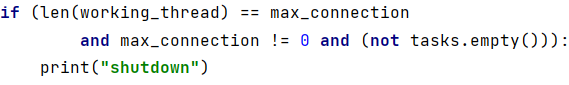 if (len(working_thread) == max_connection
        and max_connection != 0 and (not tasks.empty())):
    print("shutdown")